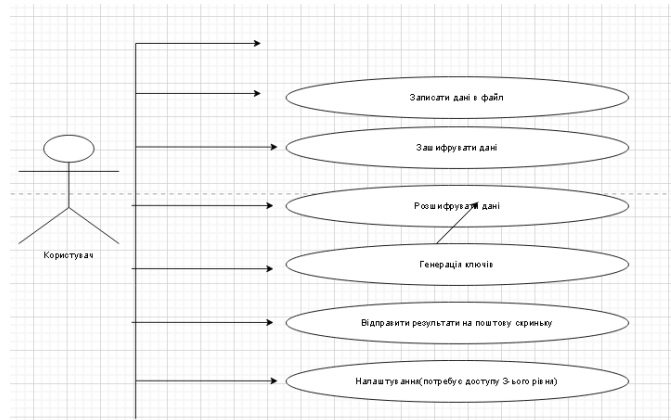 Записати дані в файл
Зашифрувати дані
Розшифрувати дані
Користувач
Генерація ключів
Відправити результати на поштову скриньку
Налаштування(потребує доступу 3-ього рівня)